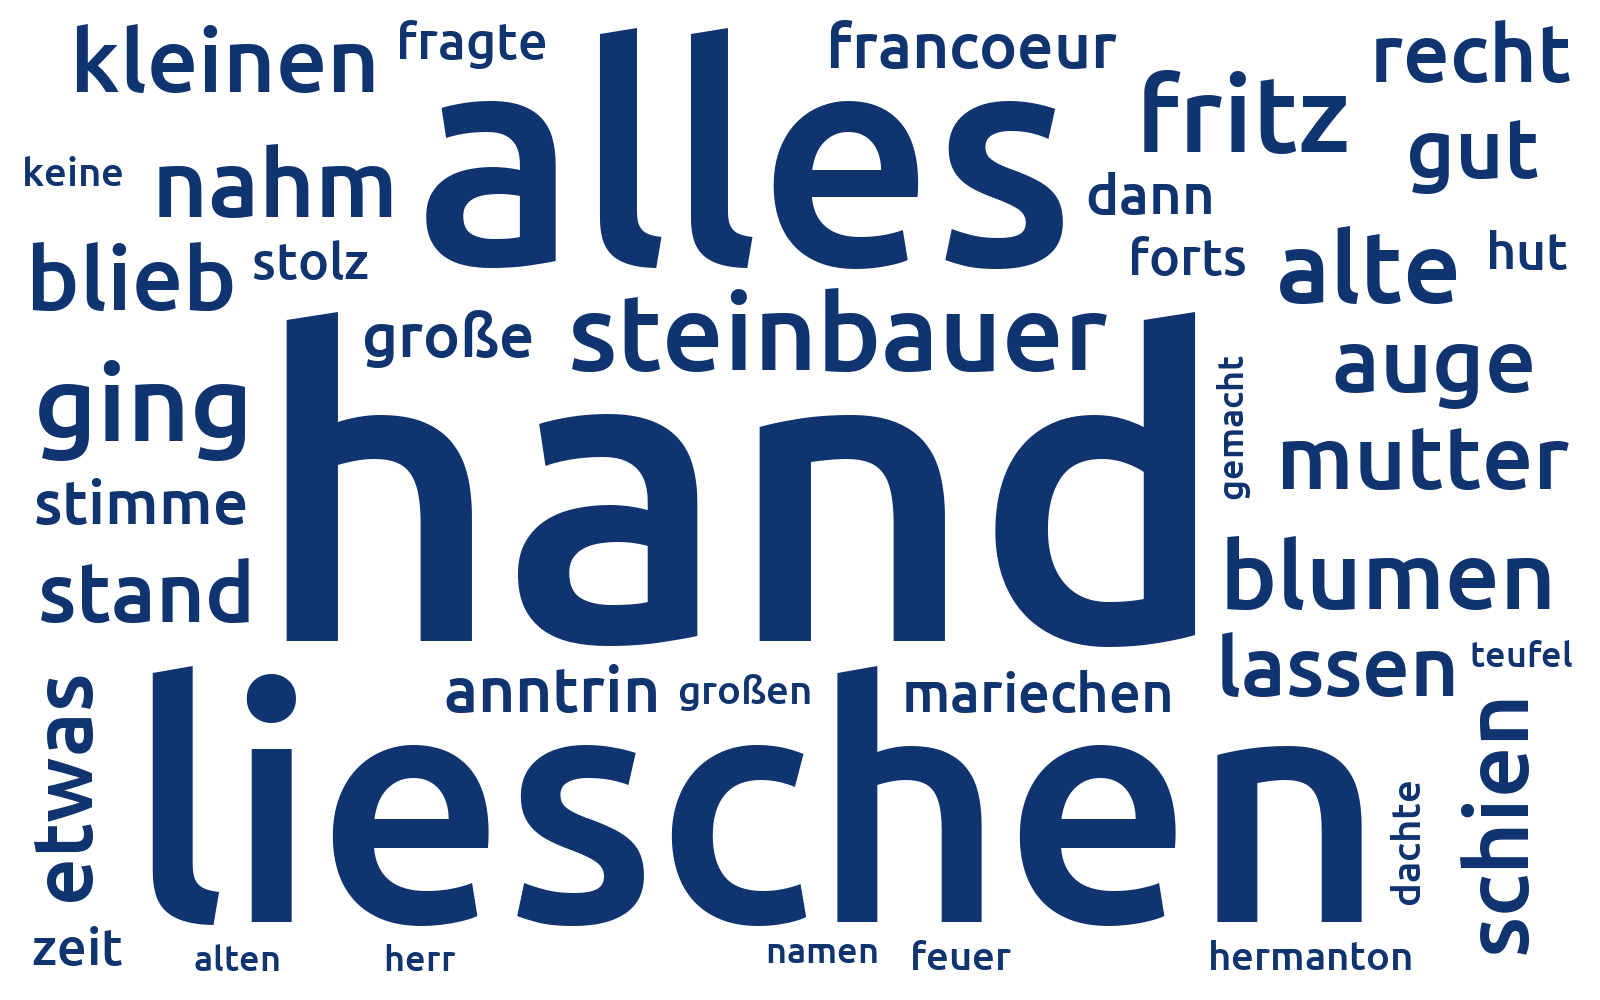 kleinen fragte alles francoeur fritz recht
keine nahm dann gut
blieb stolz forts alte hut
große steinbauer auge
ging hand gemacht mutter
stimme
stand blumen
anntrin großen mariechen lassen teufel
etwas lieschen dachte schien
zeit alten herr namen feuer hermanton